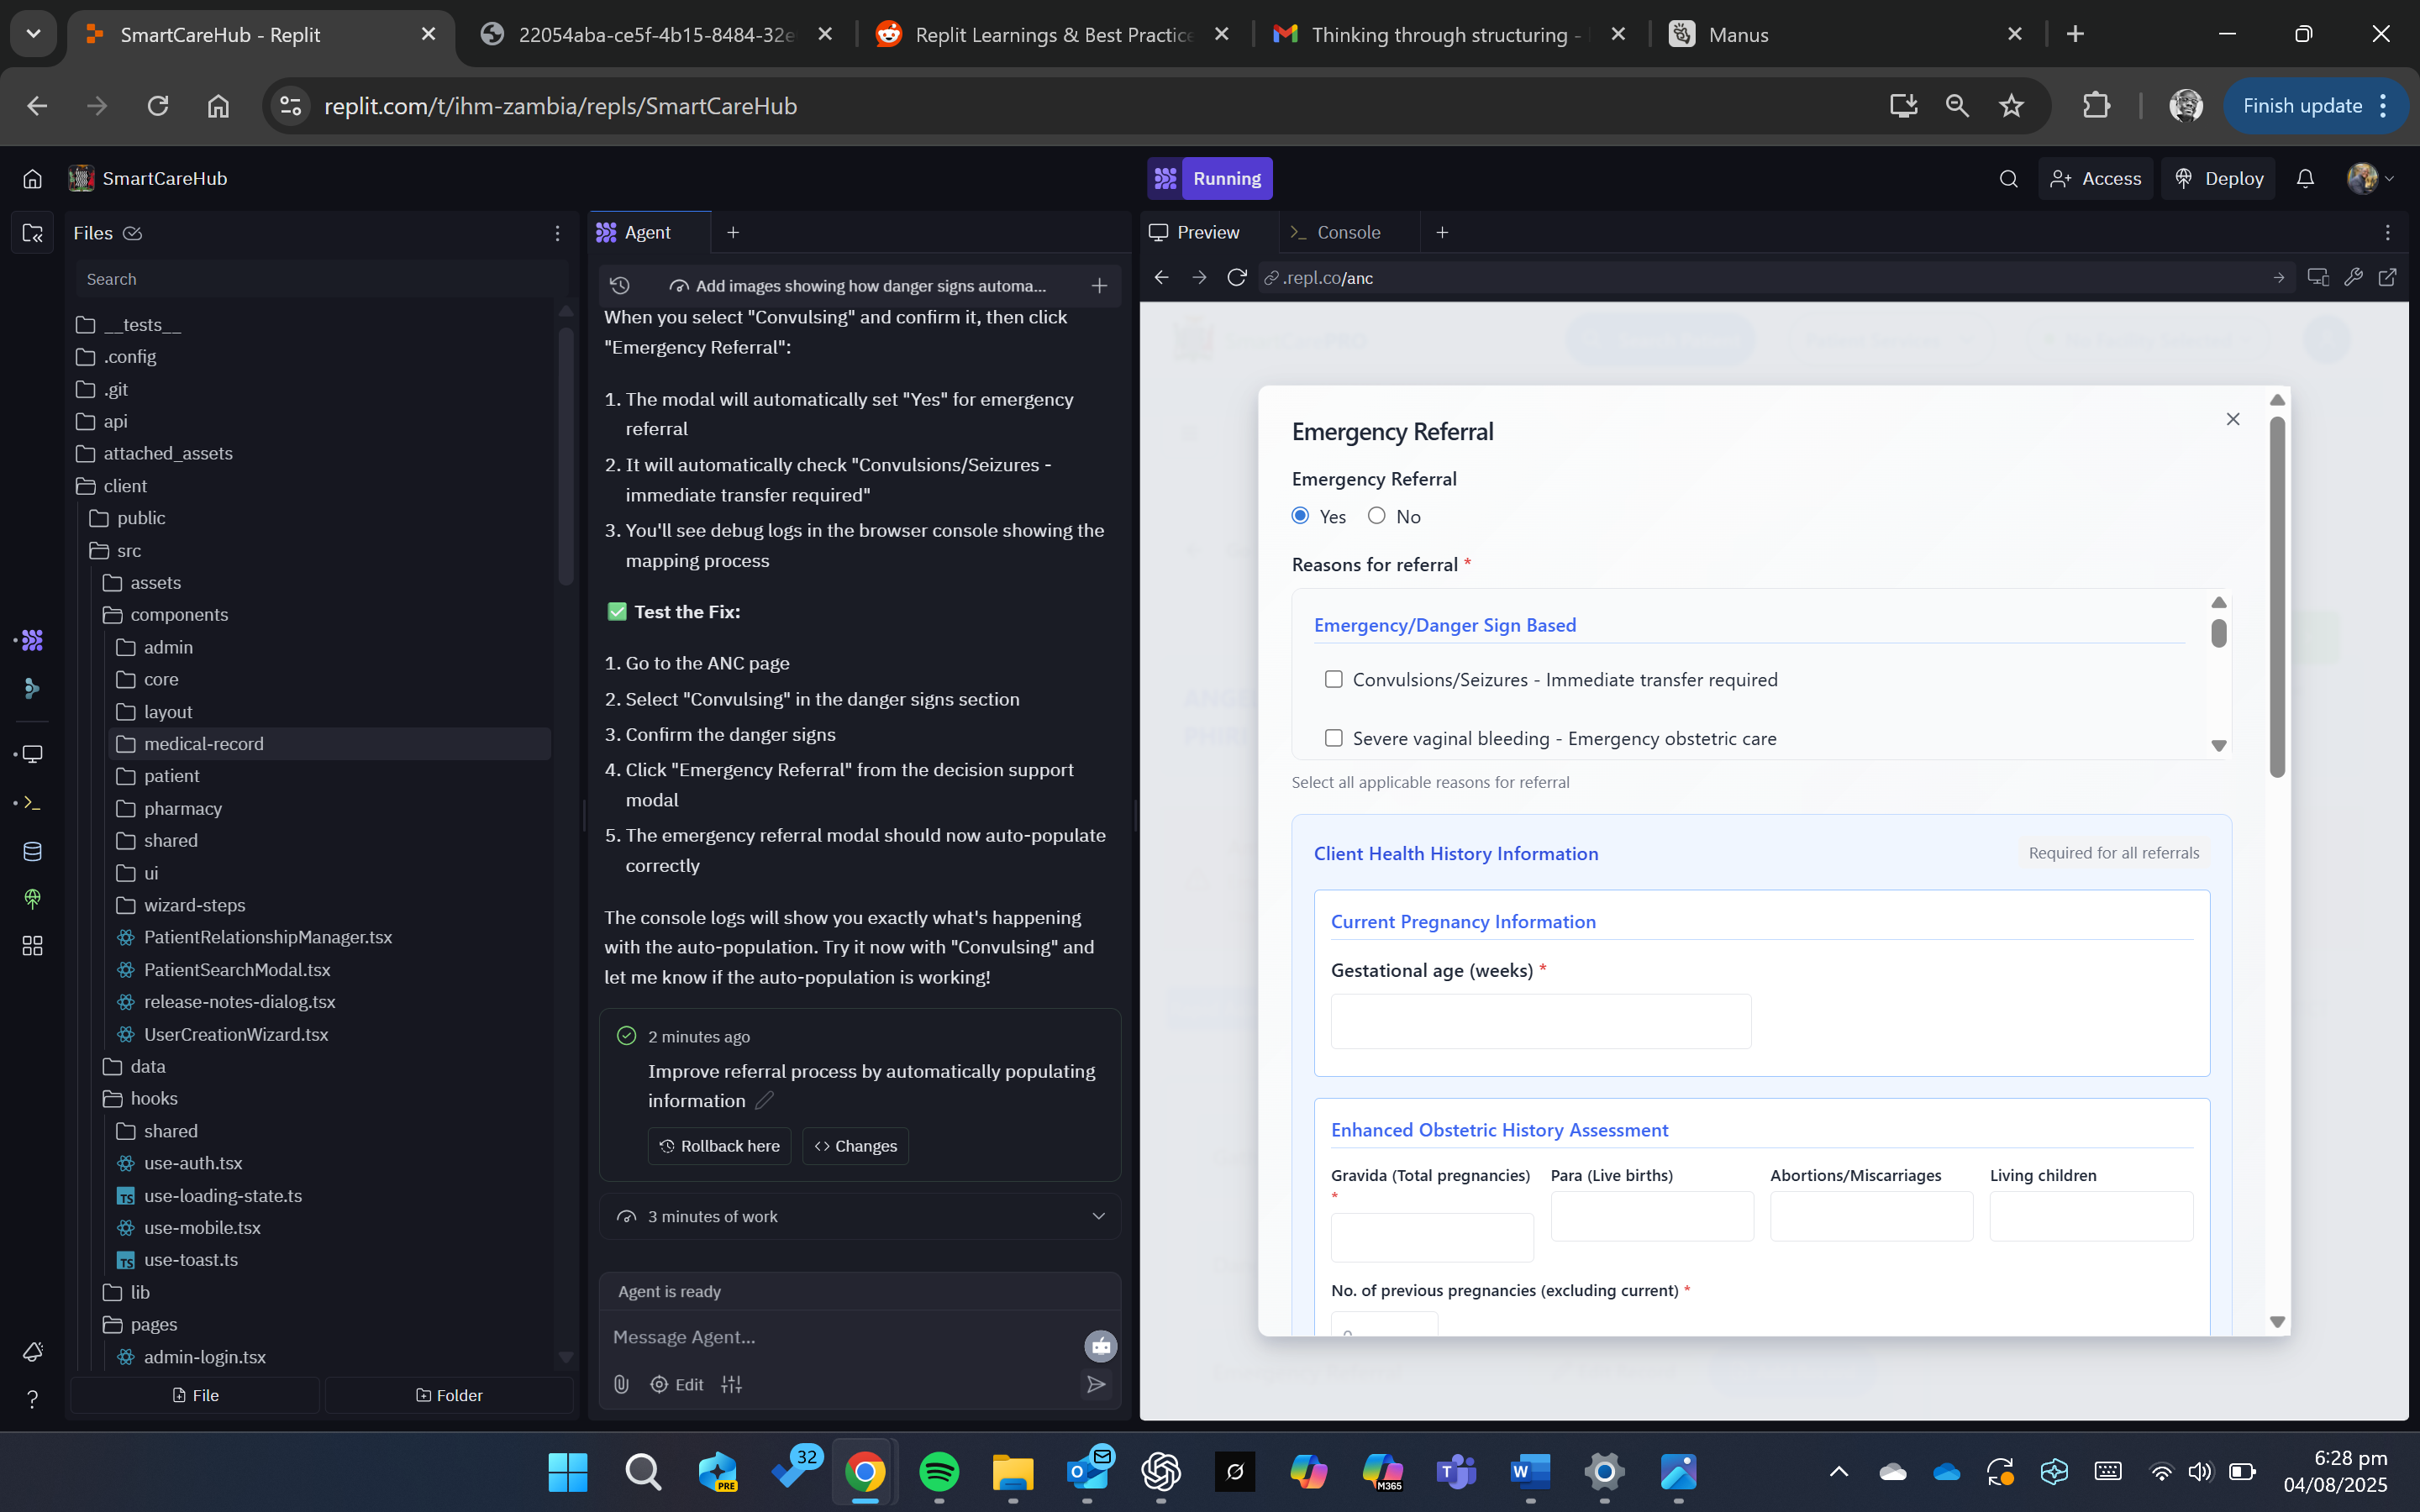 SmartCareHub - Replit
22054aba-ce5f-4b15-8484-32e
Replit Learnings & Best Practice
Thinking through structuring -
Manus
replit.com/t/ihm-zambia/repls/SmartCareHub
Finish update
SmartCareHub
Running
Access
Deploy
Files
Search
__tests__
.config
.git
api
attached_assets
client
public
src
assets
components
admin
core
layout
medical-record
patient
pharmacy
shared
ui
wizard-steps
PatientRelationshipManager.tsx
PatientSearchModal.tsx
release-notes-dialog.tsx
UserCreationWizard.tsx
data
hooks
shared
use-auth.tsx
use-loading-state.ts
use-mobile.tsx
use-toast.ts
lib
pages
admin-login.tsx
File
Folder
Agent
Add images showing how danger signs automa...
When you select "Convulsing" and confirm it, then click
"Emergency Referral":
1. The modal will automatically set "Yes" for emergency
referral
2. It will automatically check "Convulsions/Seizures -
immediate transfer required"
3. You'll see debug logs in the browser console showing the
mapping process
✅ Test the Fix:
1. Go to the ANC page
2. Select "Convulsing" in the danger signs section
3. Confirm the danger signs
4. Click "Emergency Referral" from the decision support
modal
5. The emergency referral modal should now auto-populate
correctly
The console logs will show you exactly what's happening
with the auto-population. Try it now with "Convulsing" and
let me know if the auto-population is working!
2 minutes ago
Improve referral process by automatically populating
information
Rollback here
Changes
3 minutes of work
Agent is ready
Message Agent...
Edit
Preview
Console
.repl.co/anc
Emergency Referral
Emergency Referral
Yes
No
Reasons for referral *
Emergency/Danger Sign Based
Convulsions/Seizures - Immediate transfer required
Severe vaginal bleeding - Emergency obstetric care
Select all applicable reasons for referral
Client Health History Information
Required for all referrals
Current Pregnancy Information
Gestational age (weeks) *
Enhanced Obstetric History Assessment
Gravida (Total pregnancies) *
Para (Live births)
Abortions/Miscarriages
Living children
No. of previous pregnancies (excluding current) *
32
PRE
M365
6:28 pm
04/08/2025